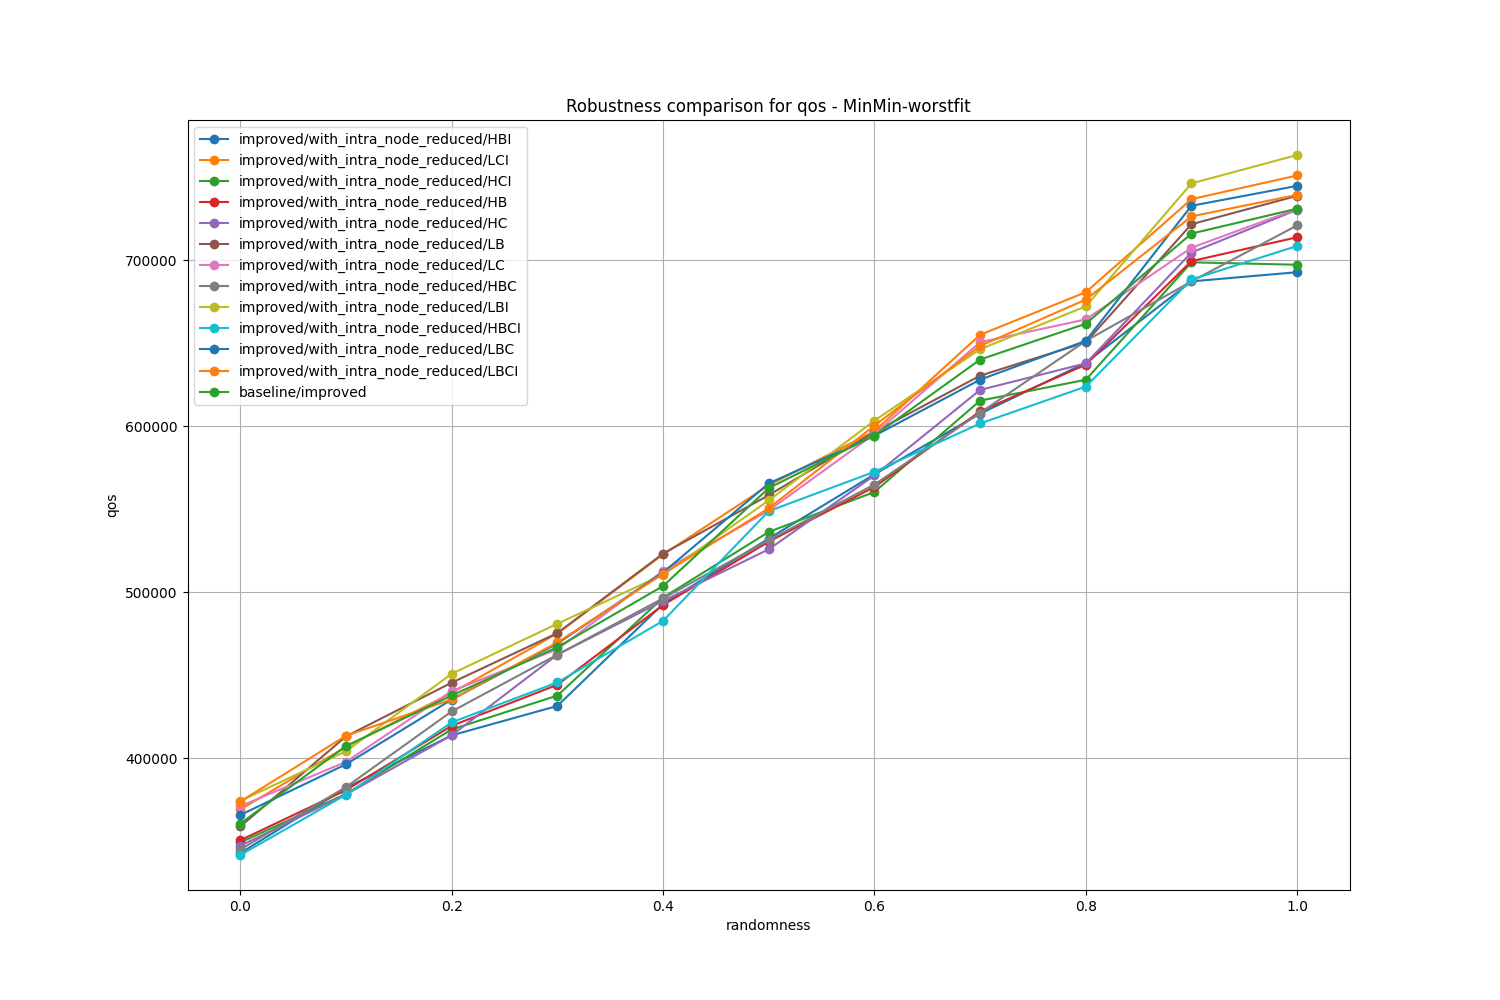 Robustness comparison for qos - MinMin-worstfit
improved/with_intra_node_reduced/HBI
improved/with_intra_node_reduced/LCI
improved/with_intra_node_reduced/HCI
improved/with_intra_node_reduced/HB
improved/with_intra_node_reduced/HC
improved/with_intra_node_reduced/LB
improved/with_intra_node_reduced/LC
improved/with_intra_node_reduced/HBC
improved/with_intra_node_reduced/LBI
improved/with_intra_node_reduced/HBCI
improved/with_intra_node_reduced/LBC
improved/with_intra_node_reduced/LBCI
baseline/improved
700000
600000
500000
400000
qos
0.0 0.2 0.4 0.6 0.8 1.0
randomness